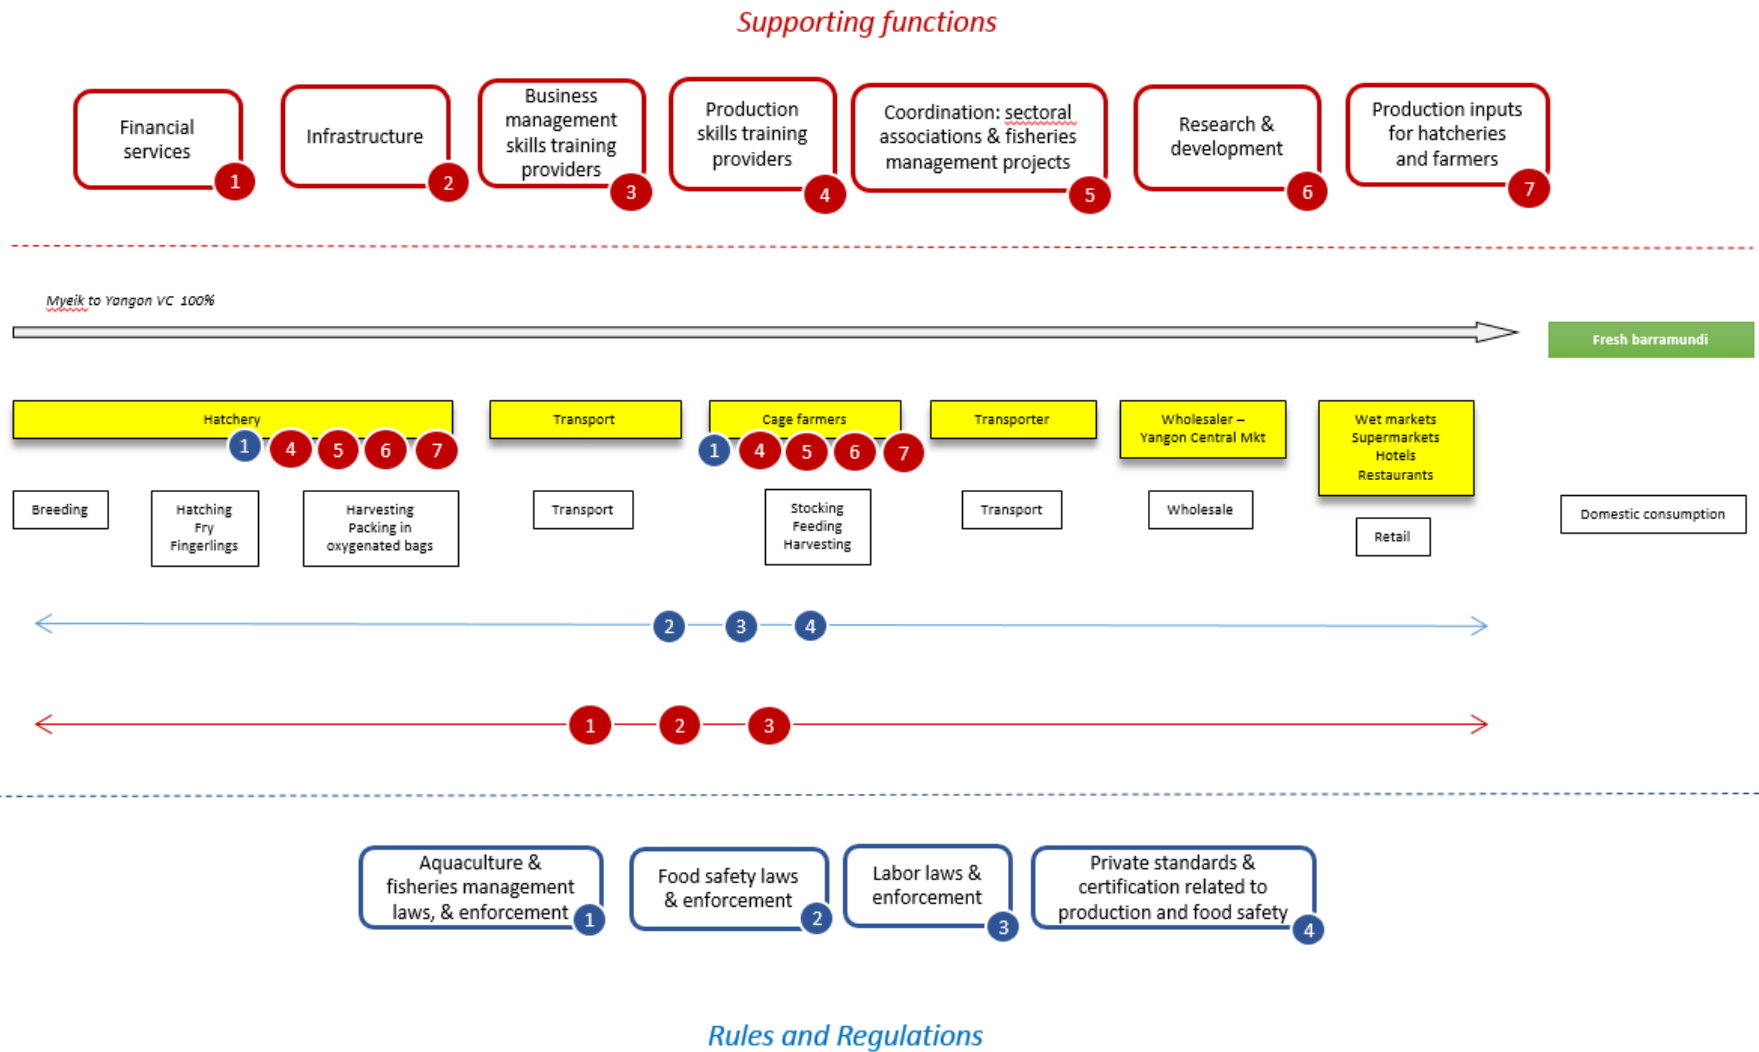 Supporting functions
Financial
services
1
Infrastructure
2
Business
management
skills training
providers
3
Production
skills training
providers
4
Coordination: sectoral
associations & fisheries
management projects
5
Research &
development
6
Production inputs
for hatcheries
and farmers
7
Myeik to Yangon VC 100%
Fresh barramundi
Hatchery
1 4 5 6 7
Transport
Cage farmers
1 4 5 6 7
Transporter
Wholesaler –
Yangon Central Mkt
Wet markets
Supermarkets
Hotels
Restaurants
Breeding
Hatching
Fry
Fingerlings
Harvesting
Packing in
oxygenated bags
Transport
Stocking
Feeding
Harvesting
Transport
Wholesale
Retail
Domestic consumption
2 3 4
1 2 3
Aquaculture &
fisheries management
laws, & enforcement
1
Food safety laws
& enforcement
2
Labor laws &
enforcement
3
Private standards &
certification related to
production and food safety
4
Rules and Regulations